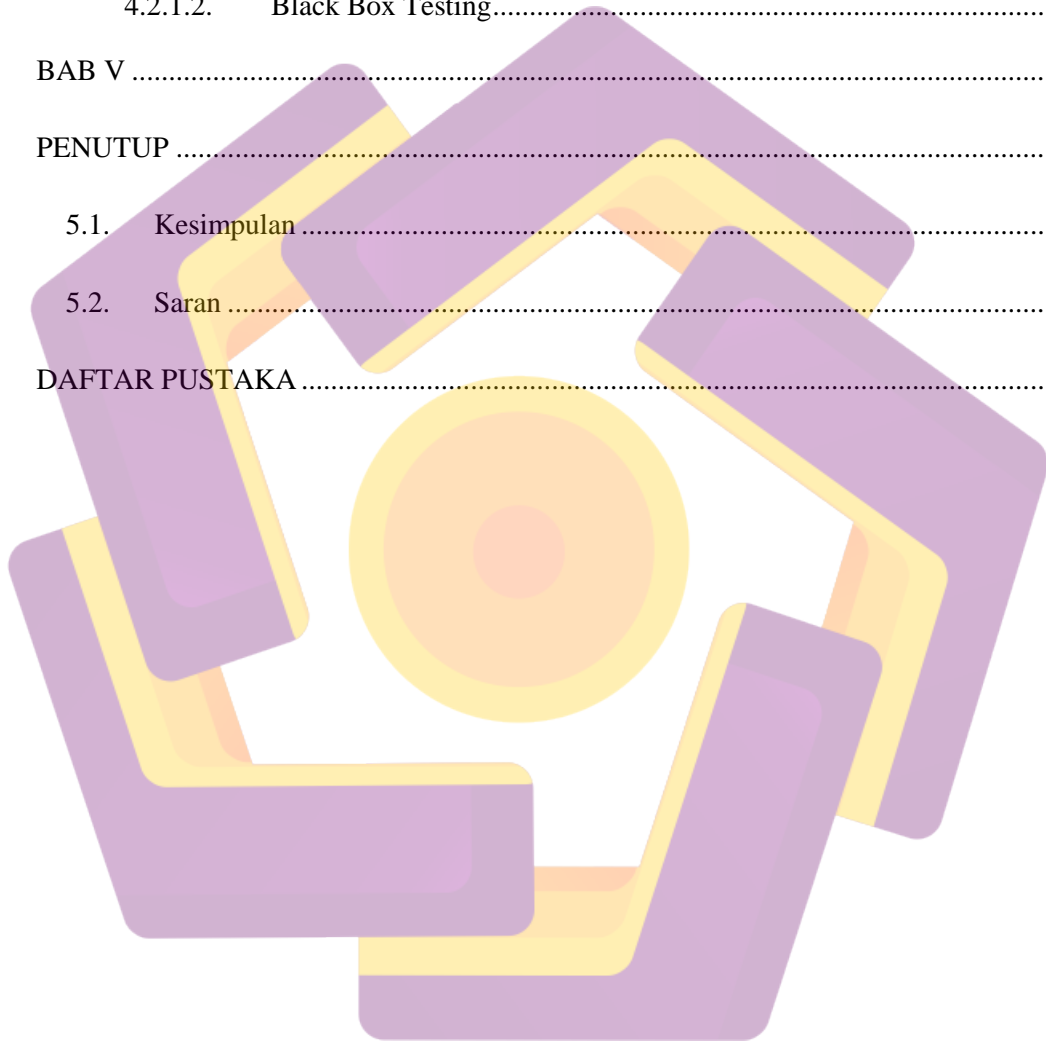 4.2.1.2. Black Box Testing......................................................................
BAB V ..........................................................................................................................
PENUTUP ....................................................................................................................
5.1. Kesimpulan ...................................................................................................
5.2. Saran .............................................................................................................
DAFTAR PUSTAKA ...................................................................................................